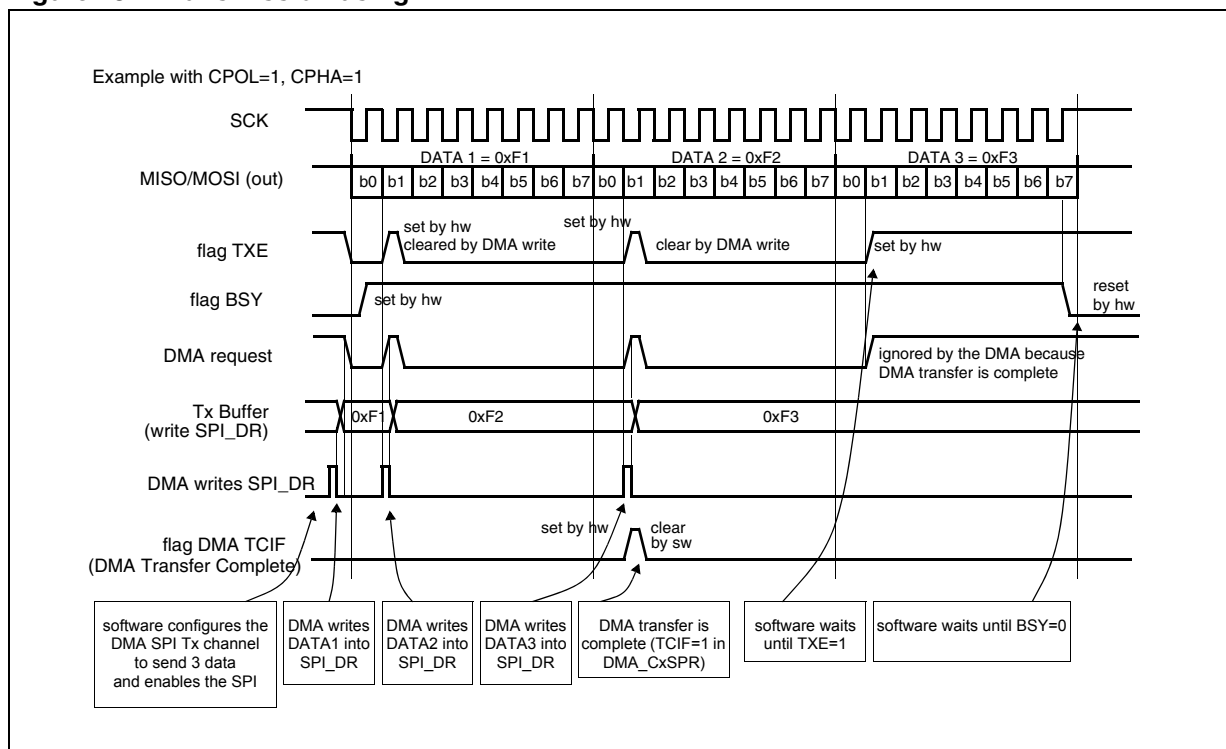 Example with CPOL=1, CPHA=1
SCK
DATA 1 = 0xF1 DATA 2 = 0xF2 DATA 3 = 0xF3
MISO/MOSI (out)
b0 b1 b2 b3 b4 b5 b6 b7 b0 b1 b2 b3 b4 b5 b6 b7 b0 b1 b2 b3 b4 b5 b6 b7
flag TXE
set by hw
cleared by DMA write
set by hw
clear by DMA write
set by hw
flag BSY
set by hw
reset
by hw
DMA request
ignored by the DMA because
DMA transfer is complete
Tx Buffer
(write SPI_DR)
0xF1 0xF2 0xF3
DMA writes SPI_DR
flag DMA TCIF
(DMA Transfer Complete)
set by hw
clear
by sw
software configures the
DMA SPI Tx channel
to send 3 data
and enables the SPI
DMA writes
DATA1 into
SPI_DR
DMA writes
DATA2 into
SPI_DR
DMA writes
DATA3 into
SPI_DR
DMA transfer is
complete (TCIF=1 in
DMA_CxSPR)
software waits
until TXE=1
software waits until BSY=0